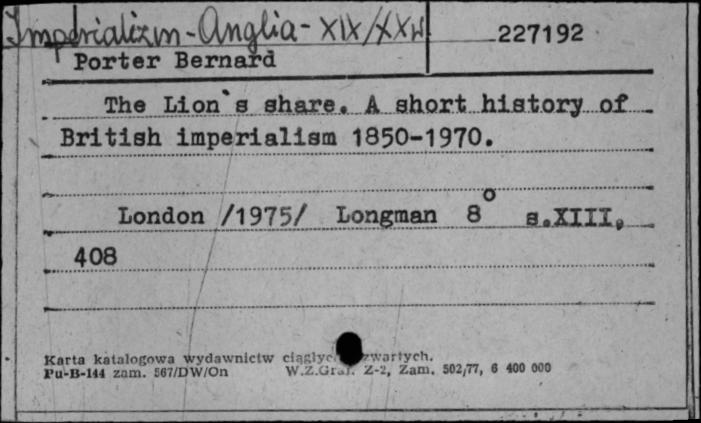 Imperializm - Anglia - XIX/XXw
227192
Porter Bernard
The Lion`s share. A short history of
British imperialism 1850-1970.
London /1975/ Longman 8° s.XIII,
408
Karta katalogowa wydawnictw ciągłych zwartych.
Pu-B-144 zam. 567/DW/On W.Z.Graf. Z-2, Zam. 502/77, 6 400 000